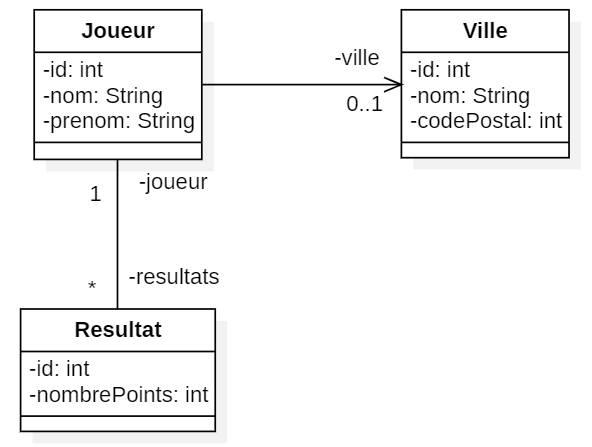 Joueur
-id: int
-nom: String
-prenom: String
-ville
0..1
Ville
-id: int
-nom: String
-codePostal: int
1
-joueur
*
-resultats
Resultat
-id: int
-nombrePoints: int